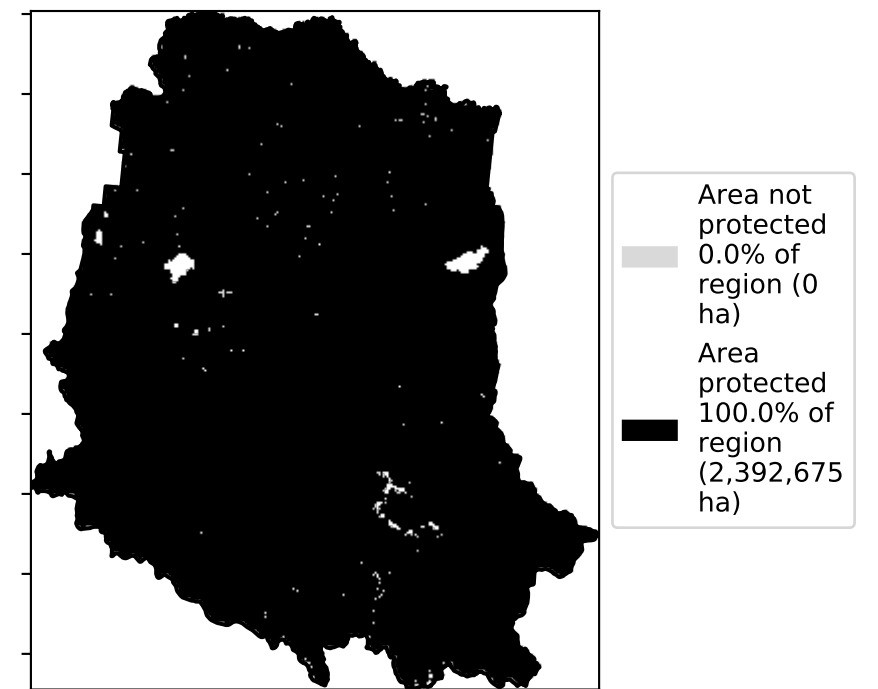 Area not
protected
0.0% of
region (0
ha)
Area
protected
100.0% of
region
(2,392,675
ha)